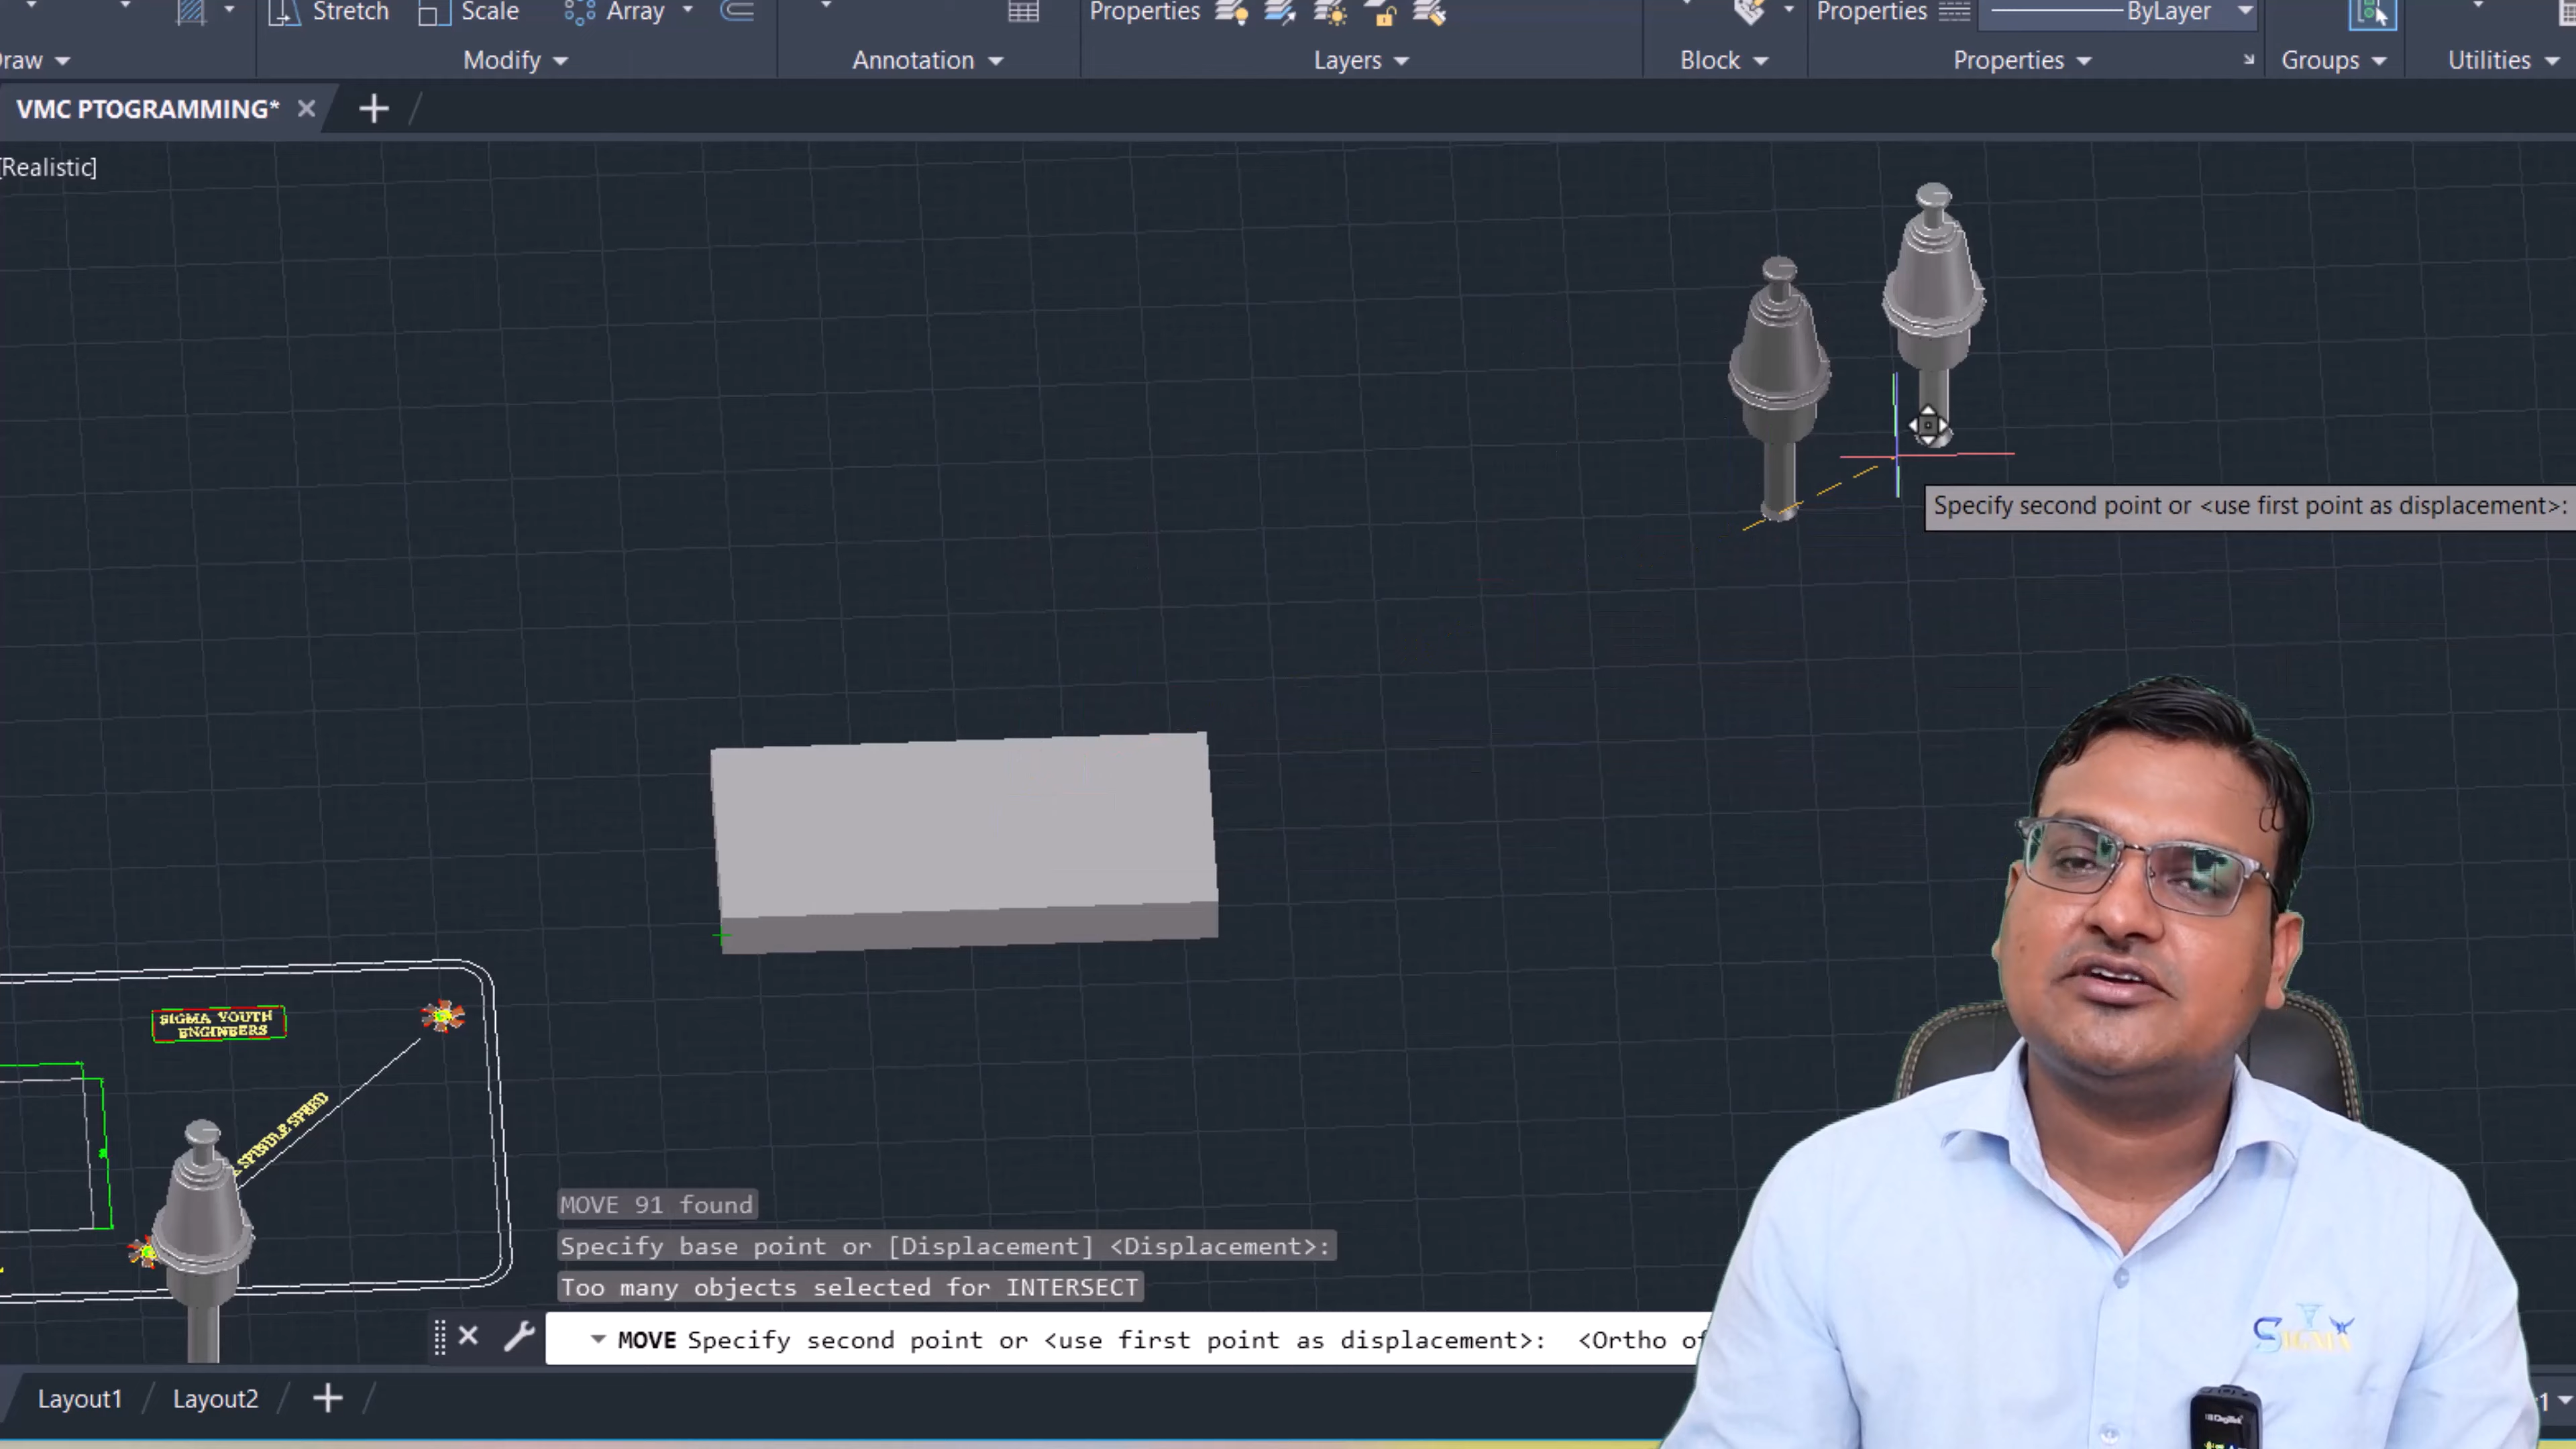 Stretch Scale Array Properties Properties ByLayer
Modify Annotation Layers Block Properties Groups Utilities
VMC PTOGRAMMING*
[Realistic]
Specify second point or <use first point as displacement>:
SIGMA YOUTH
ENGINEERS
SPINDLE SPEED
MOVE 91 found
Specify base point or [Displacement] <Displacement>:
Too many objects selected for INTERSECT
MOVE Specify second point or <use first point as displacement>: <Ortho of
SIGMA
Layout1 Layout2